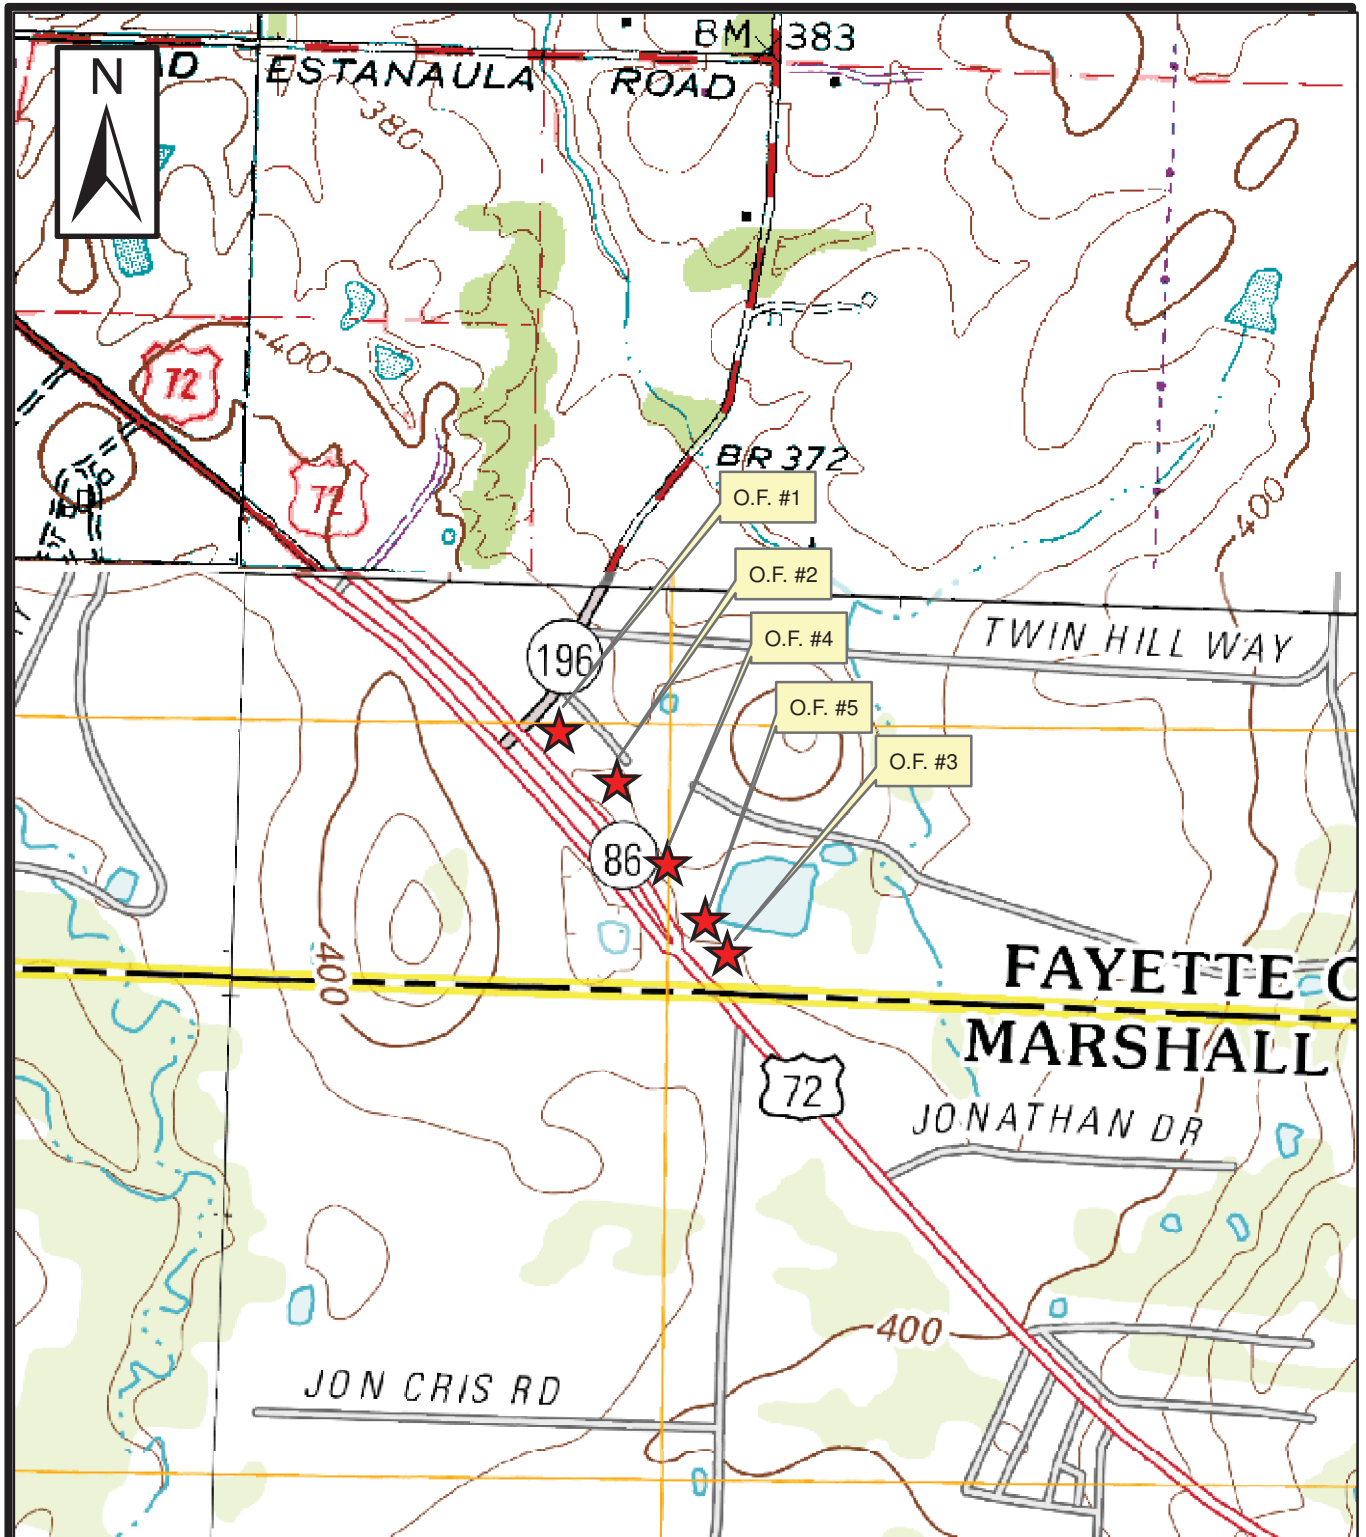 BM 383
N
AD
ESTANAULA ROAD
380
400
72
72
BR 372
O.F. #1
400
O.F. #2
TWIN HILL WAY
O.F. #4
196
O.F. #5
O.F. #3
86
FAYETTE C
400
MARSHALL
72
JONATHAN DR
400
JON CRIS RD